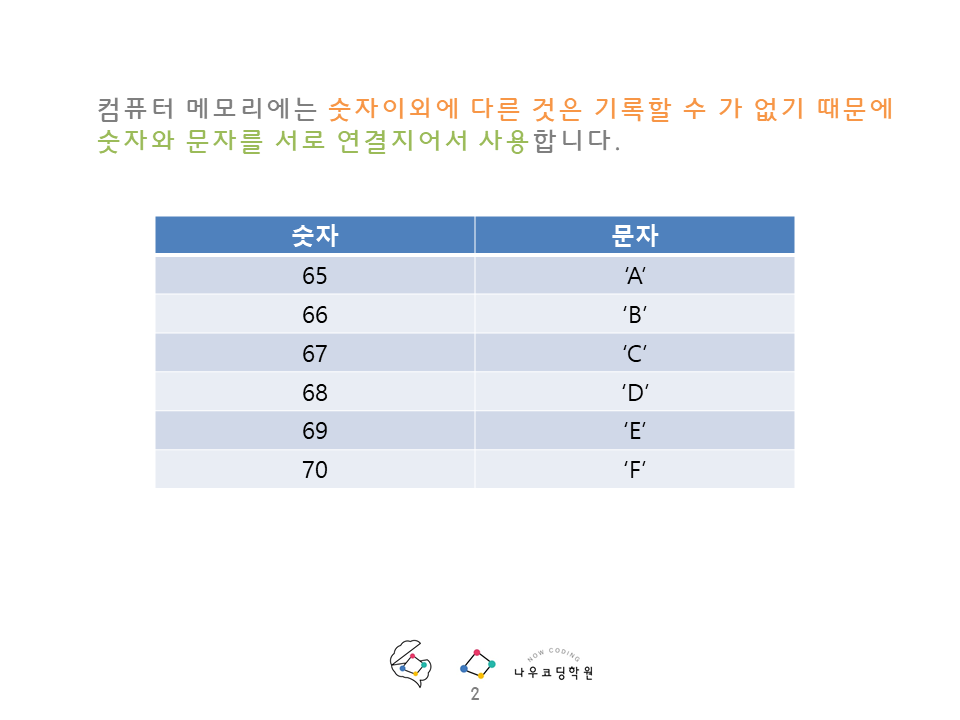 컴퓨터 메모리에는 숫자이외에 다른 것은 기록할 수 가 없기 때문에
숫자와 문자를 서로 연결지어서 사용합니다.
숫자 문자
65 ‘A’
66 ‘B’
67 ‘C’
68 ‘D’
69 ‘E’
70 ‘F’
NOW CODING
나우코딩학원
2